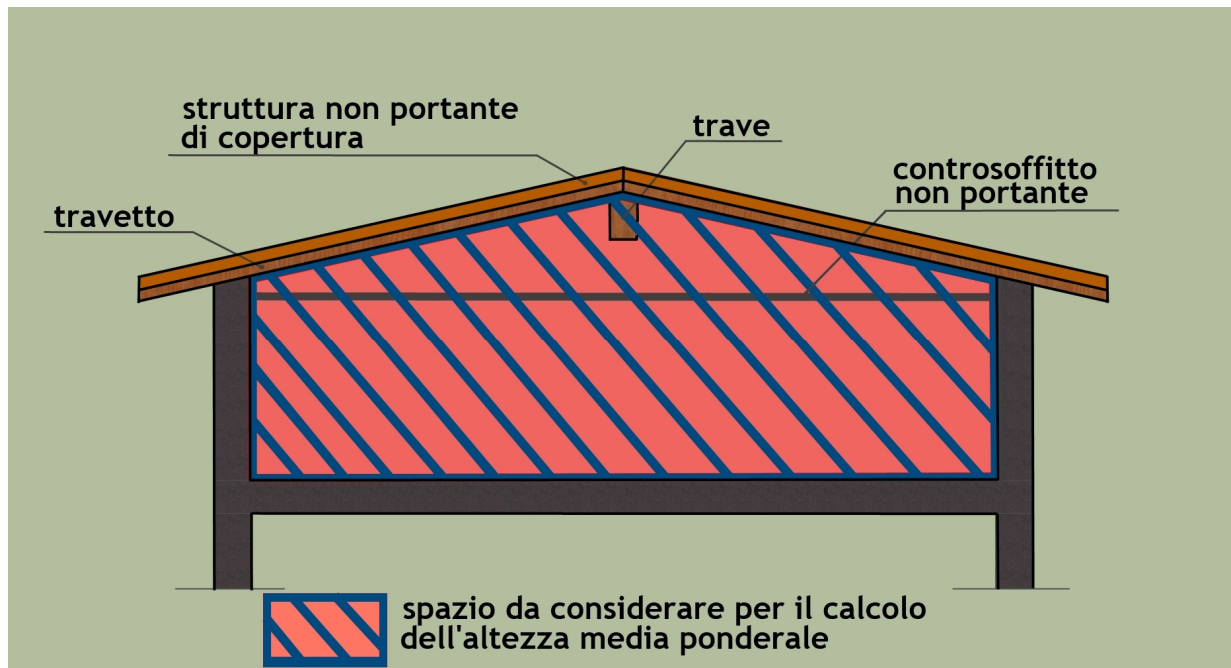 struttura non portante
di copertura
trave
controsoffitto
non portante
travetto
spazio da considerare per il calcolo
dell'altezza media ponderale